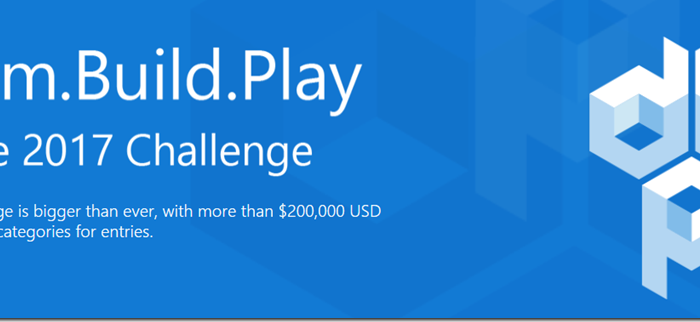 m.Build.Play
e 2017 Challenge
ge is bigger than ever, with more than $200,000 USD
categories for entries.
d
p